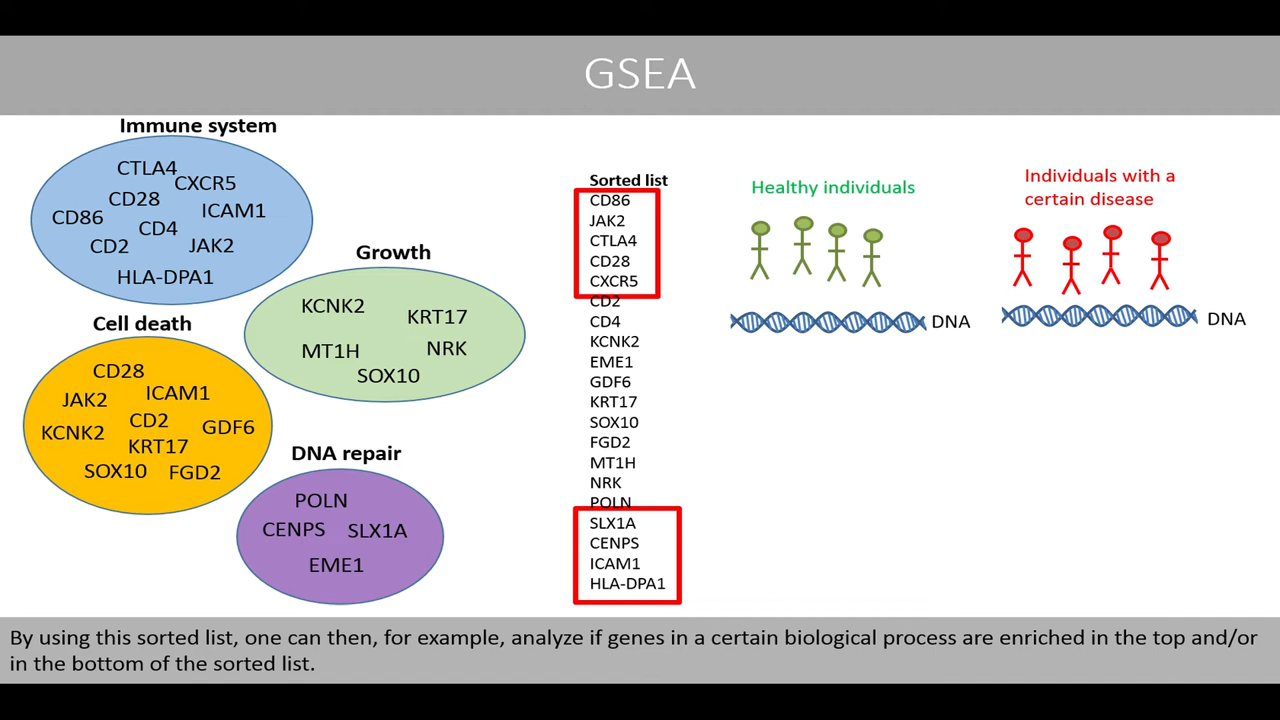 GSEA
Immune system
CTLA4
CXCR5
CD28
CD86
ICAM1
CD4
CD2
JAK2
HLA-DPA1
Growth
KCNK2
KRT17
MT1H
NRK
SOX10
Cell death
CD28
ICAM1
JAK2
CD2
GDF6
KCNK2
KRT17
SOX10
FGD2
DNA repair
POLN
CENPS
SLX1A
EME1
Sorted list
CD86
JAK2
CTLA4
CD28
CXCR5
CD2
CD4
KCNK2
EME1
GDF6
KRT17
SOX10
FGD2
MT1H
NRK
POLN
SLX1A
CENPS
ICAM1
HLA-DPA1
Healthy individuals
DNA
Individuals with a
certain disease
DNA
By using this sorted list, one can then, for example, analyze if genes in a certain biological process are enriched in the top and/or
in the bottom of the sorted list.